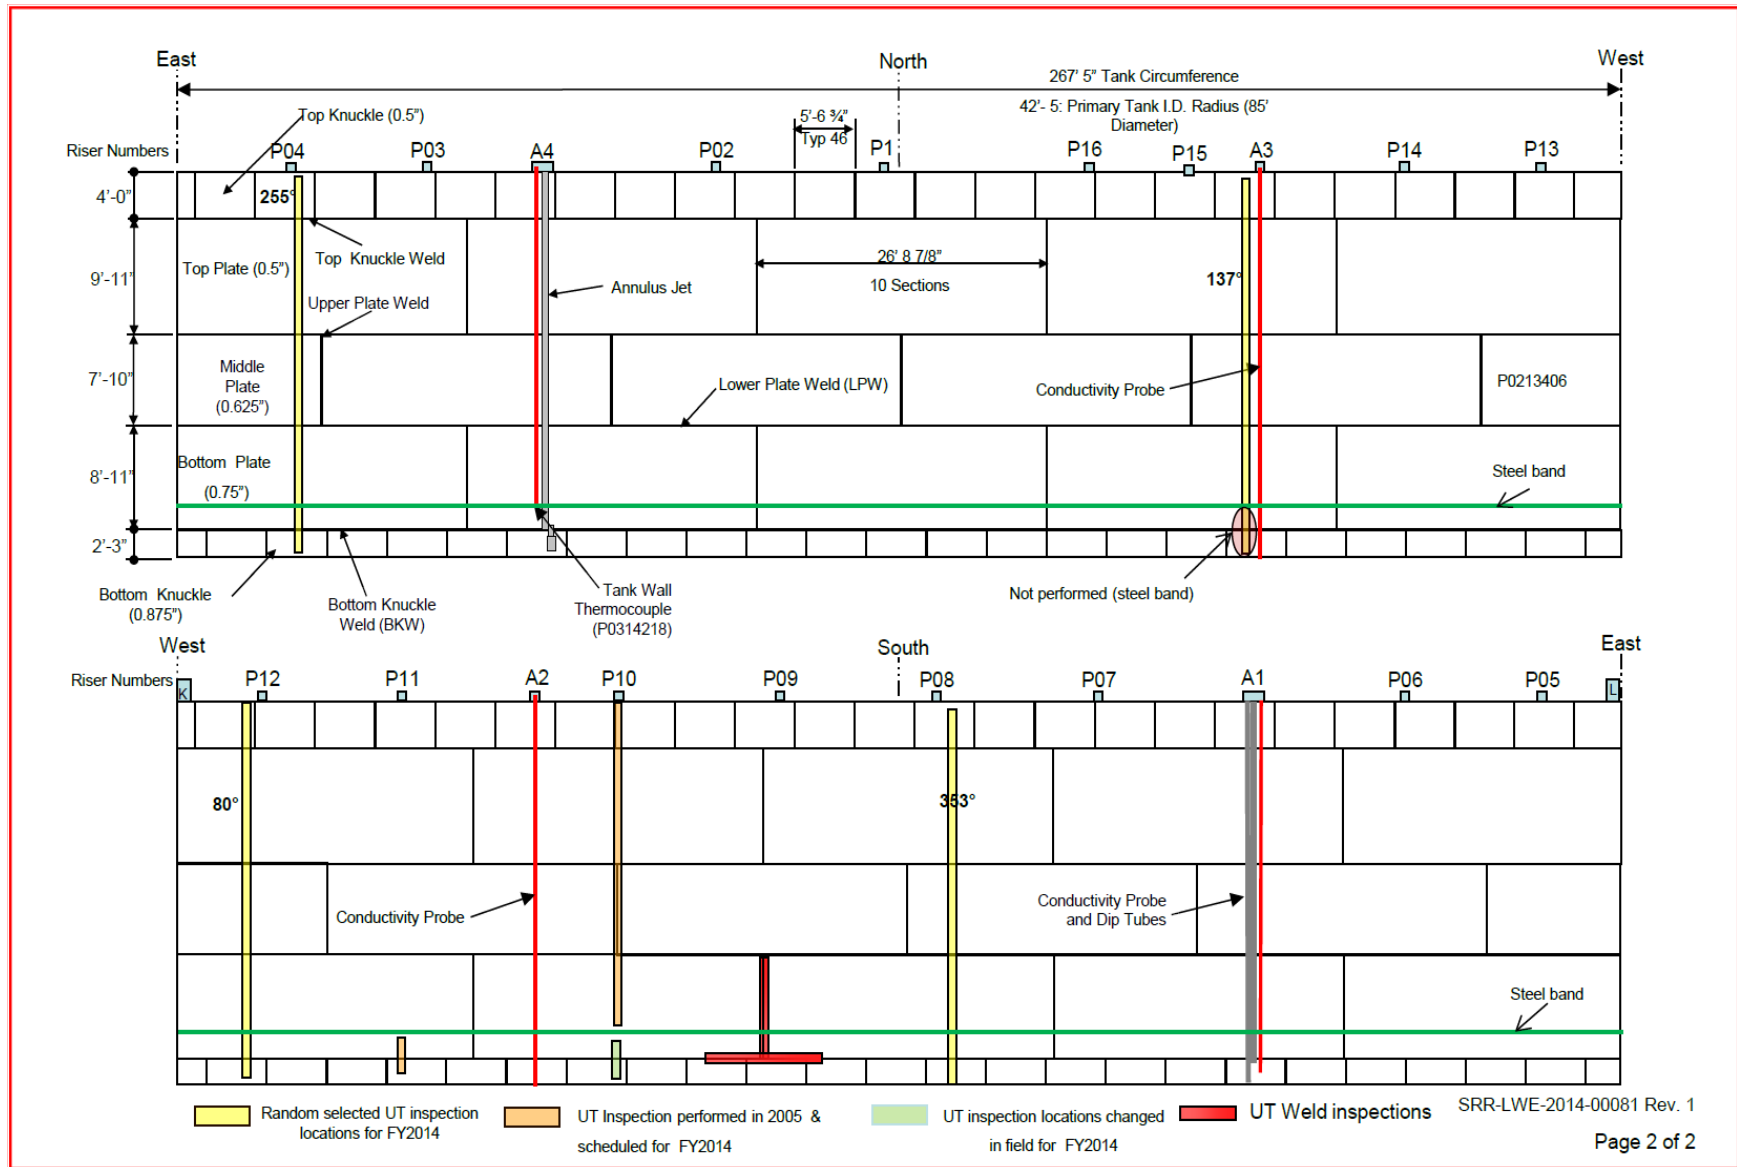 East
North
West
267' 5" Tank Circumference
42'- 5: Primary Tank I.D. Radius (85'
Diameter)
Top Knuckle (0.5")
5'-6 ¾"
Typ 46
Riser Numbers
P04
P03
A4
P02
P1
P16
P15
A3
P14
P13
4'-0"
255°
Top Knuckle Weld
Top Plate (0.5")
9'-11"
26' 8 7/8"
10 Sections
137°
Annulus Jet
Upper Plate Weld
Middle
Plate
(0.625")
7'-10"
Lower Plate Weld (LPW)
Conductivity Probe
P0213406
Bottom Plate
(0.75")
8'-11"
Steel band
2'-3"
Bottom Knuckle
(0.875")
Bottom Knuckle
Weld (BKW)
Tank Wall
Thermocouple
(P0314218)
Not performed (steel band)
West
South
East
Riser Numbers
K
P12
P11
A2
P10
P09
P08
P07
A1
P06
P05
L
80°
353°
Conductivity Probe
Conductivity Probe
and Dip Tubes
Steel band
Random selected UT inspection
locations for FY2014
UT Inspection performed in 2005 &
scheduled for FY2014
UT inspection locations changed
in field for FY2014
UT Weld inspections
SRR-LWE-2014-00081 Rev. 1
Page 2 of 2